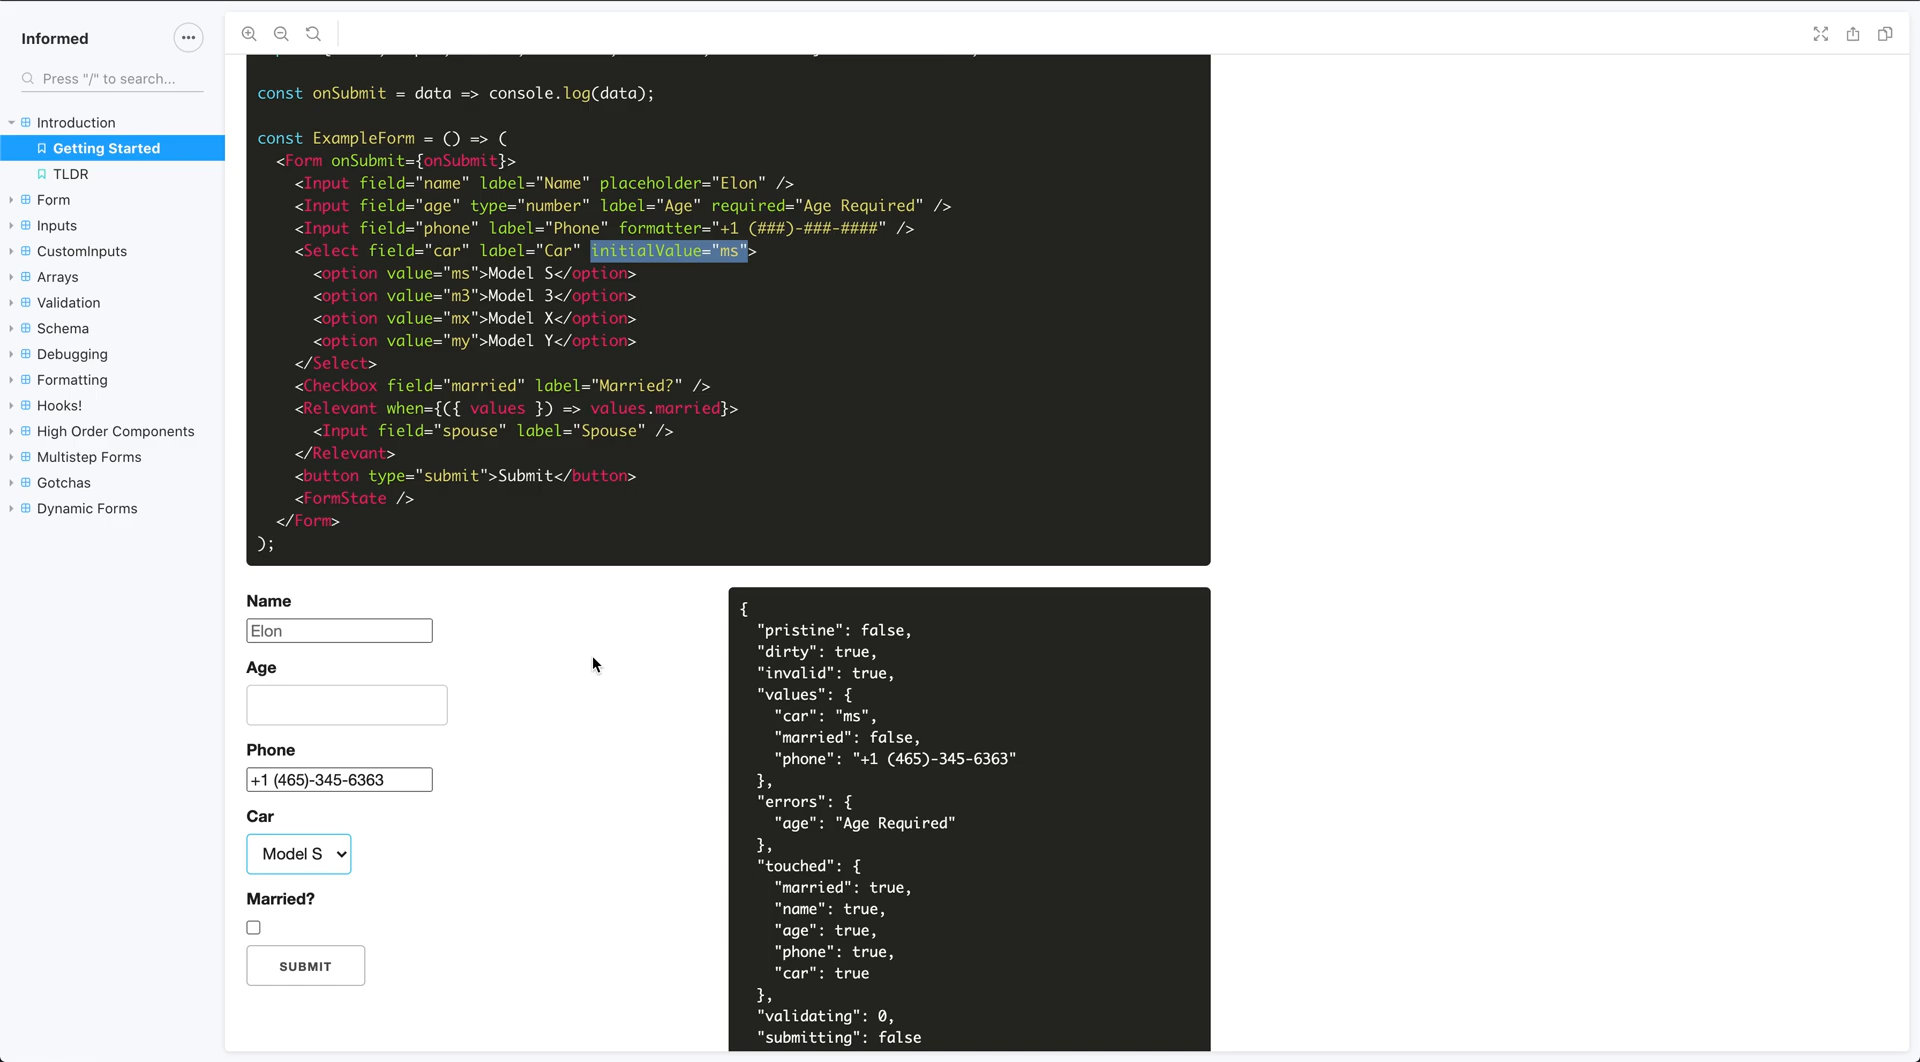 Informed
Press "/" to search...
Introduction
Getting Started
TLDR
Form
Inputs
CustomInputs
Arrays
Validation
Schema
Debugging
Formatting
Hooks!
High Order Components
Multistep Forms
Gotchas
Dynamic Forms
const onSubmit = data => console.log(data);
const ExampleForm = () => (
<Form onSubmit={onSubmit}>
<Input field="name" label="Name" placeholder="Elon" />
<Input field="age" type="number" label="Age" required="Age Required" />
<Input field="phone" label="Phone" formatter="+1 (###)-###-####" />
<Select field="car" label="Car" initialValue="ms">
<option value="ms">Model S</option>
<option value="m3">Model 3</option>
<option value="mx">Model X</option>
<option value="my">Model Y</option>
</Select>
<Checkbox field="married" label="Married?" />
<Relevant when={({ values }) => values.married}>
<Input field="spouse" label="Spouse" />
</Relevant>
<button type="submit">Submit</button>
<FormState />
</Form>
);
Name
Elon
Age
Phone
+1 (465)-345-6363
Car
Model S
Married?
SUBMIT
{
"pristine": false,
"dirty": true,
"invalid": true,
"values": {
"car": "ms",
"married": false,
"phone": "+1 (465)-345-6363"
},
"errors": {
"age": "Age Required"
},
"touched": {
"married": true,
"name": true,
"age": true,
"phone": true,
"car": true
},
"validating": 0,
"submitting": false